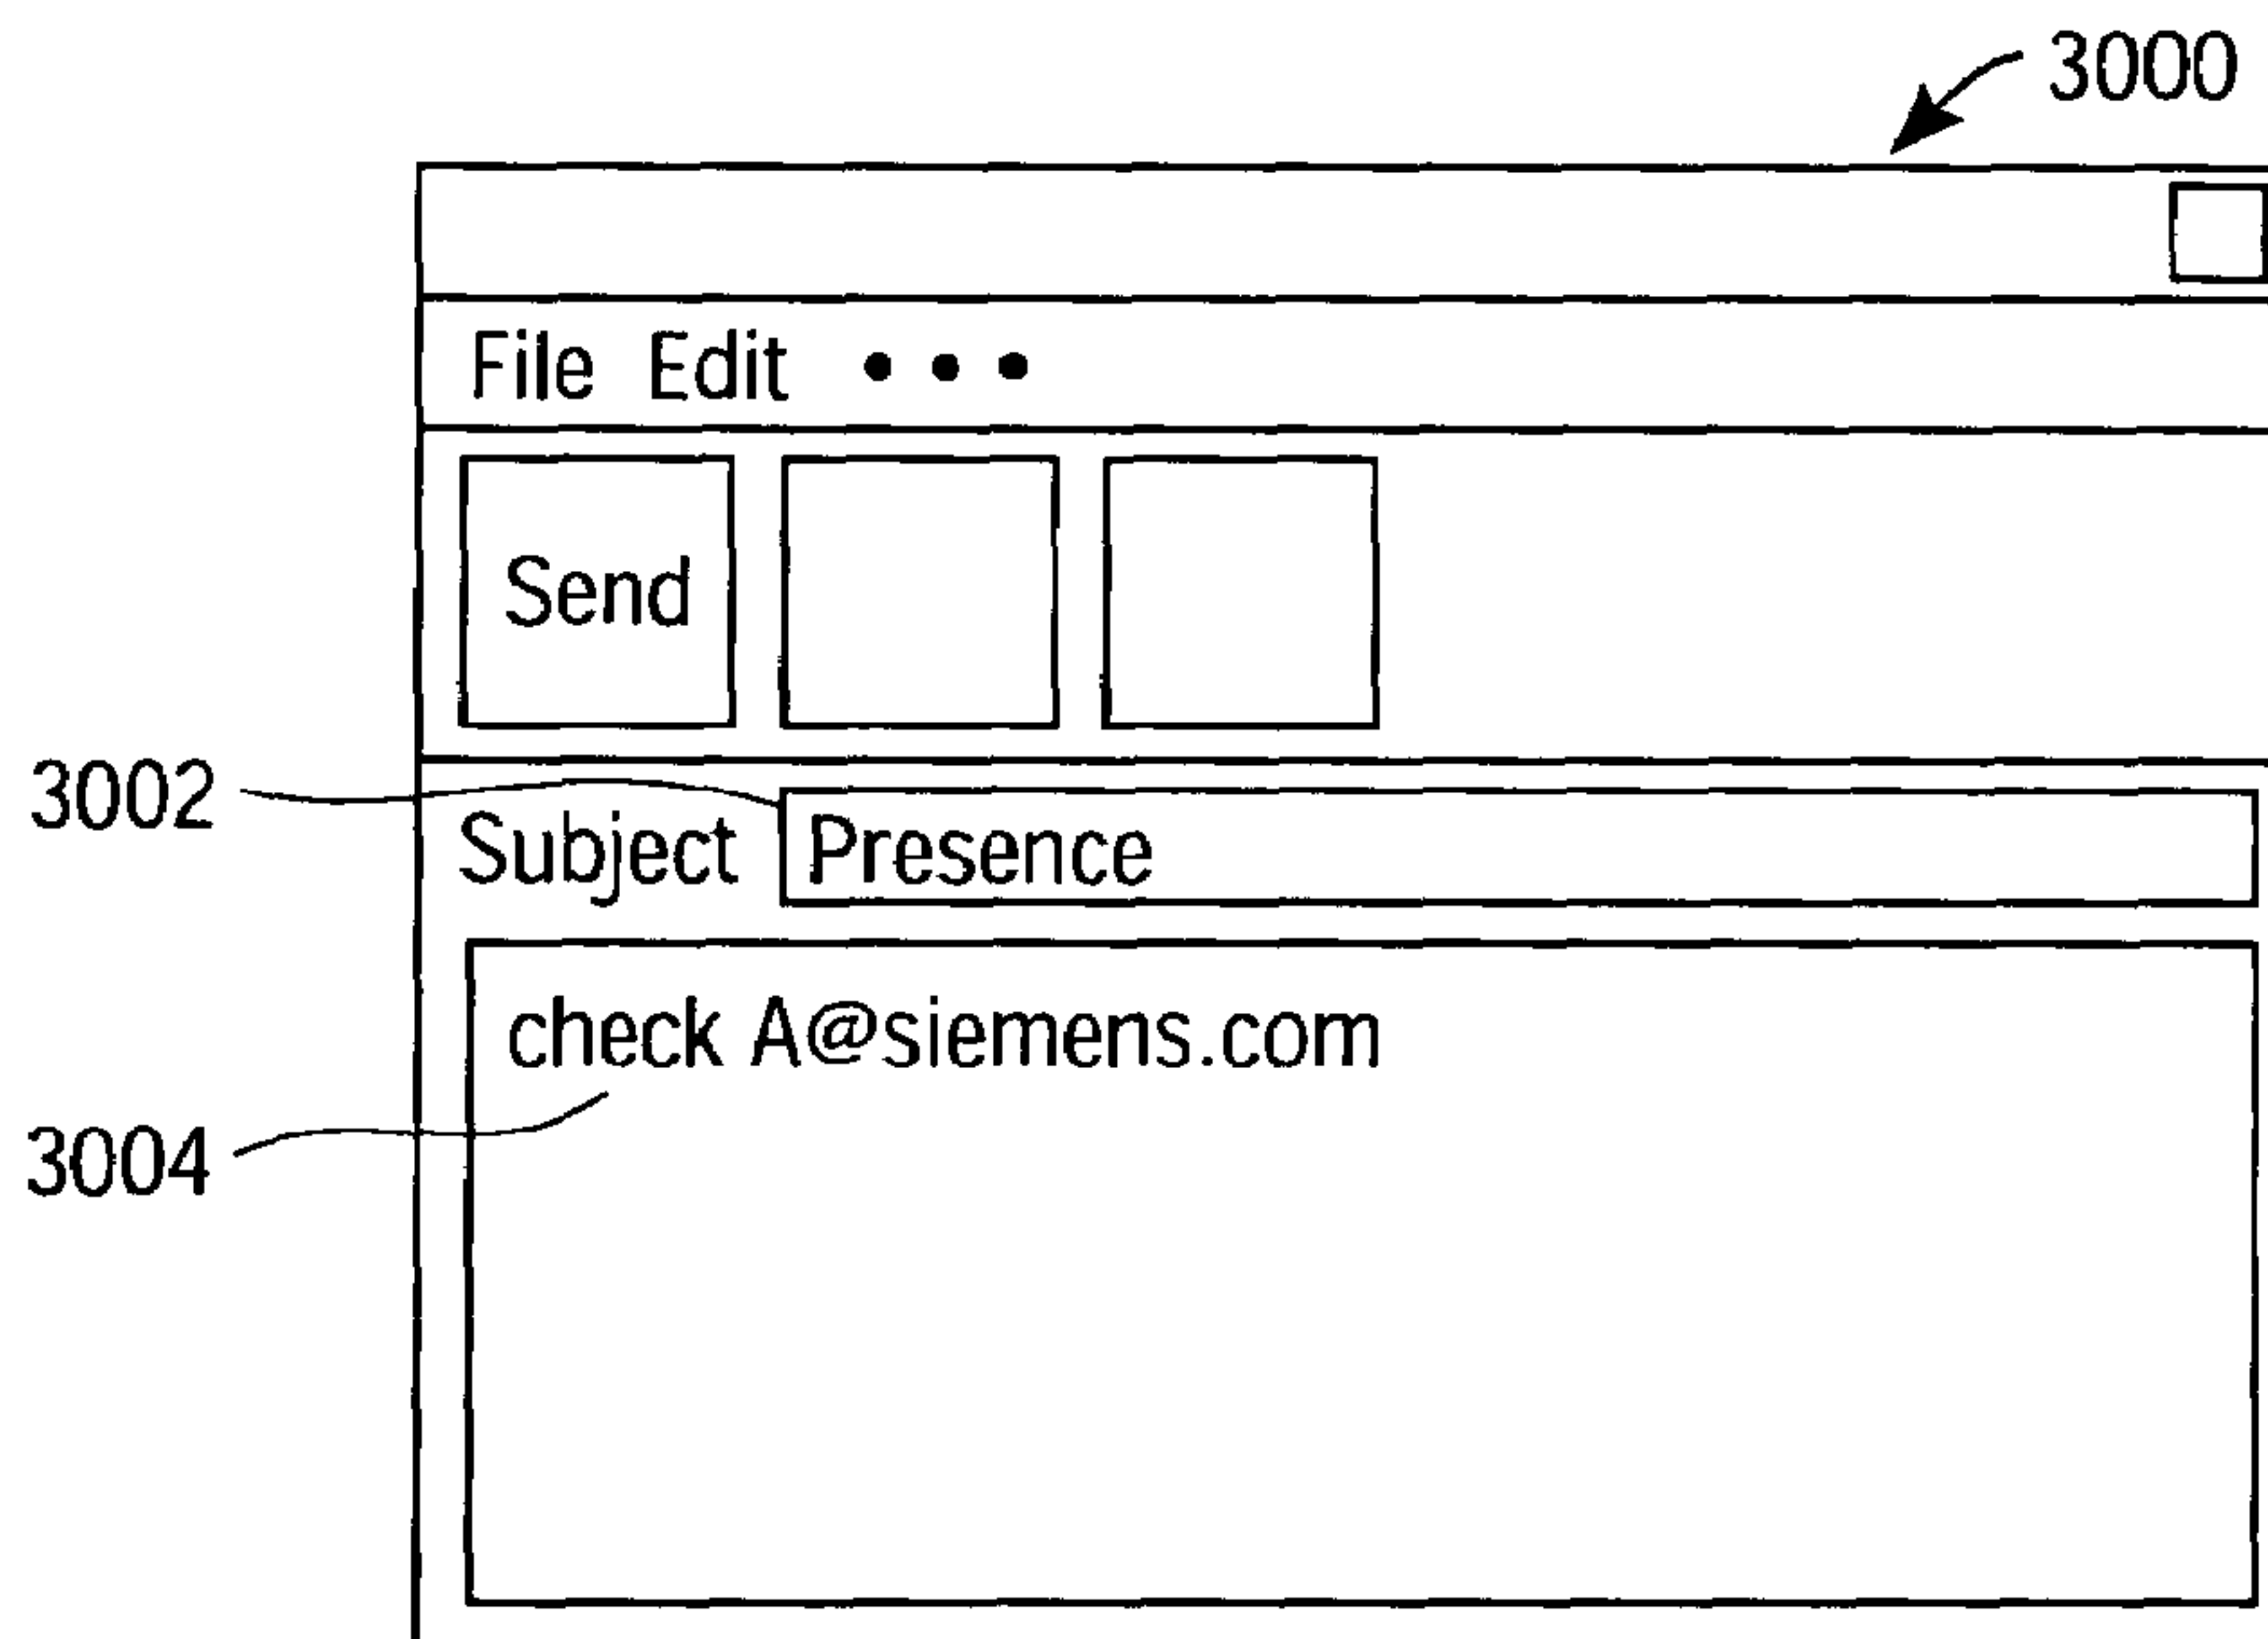 3000
File Edit • • •
Send
3002
Subject Presence
check A@siemens.com
3004